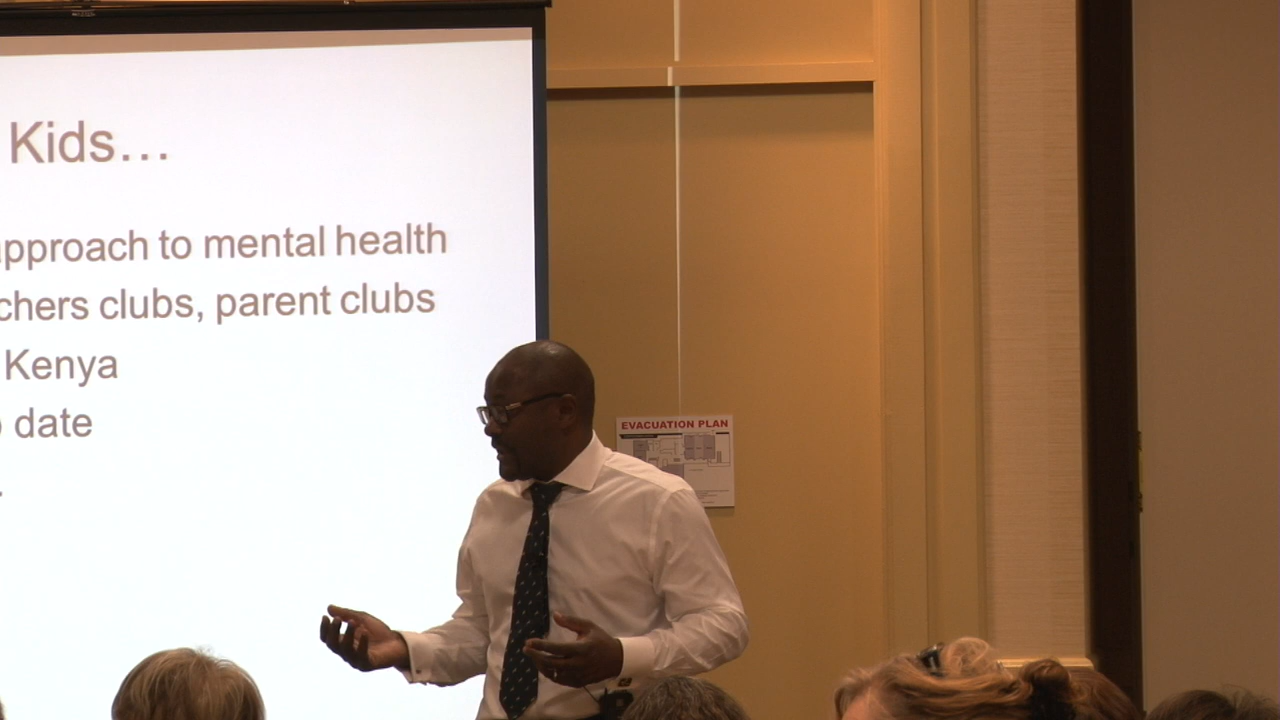 Kids...
approach to mental health
chers clubs, parent clubs
Kenya
date
EVACUATION PLAN